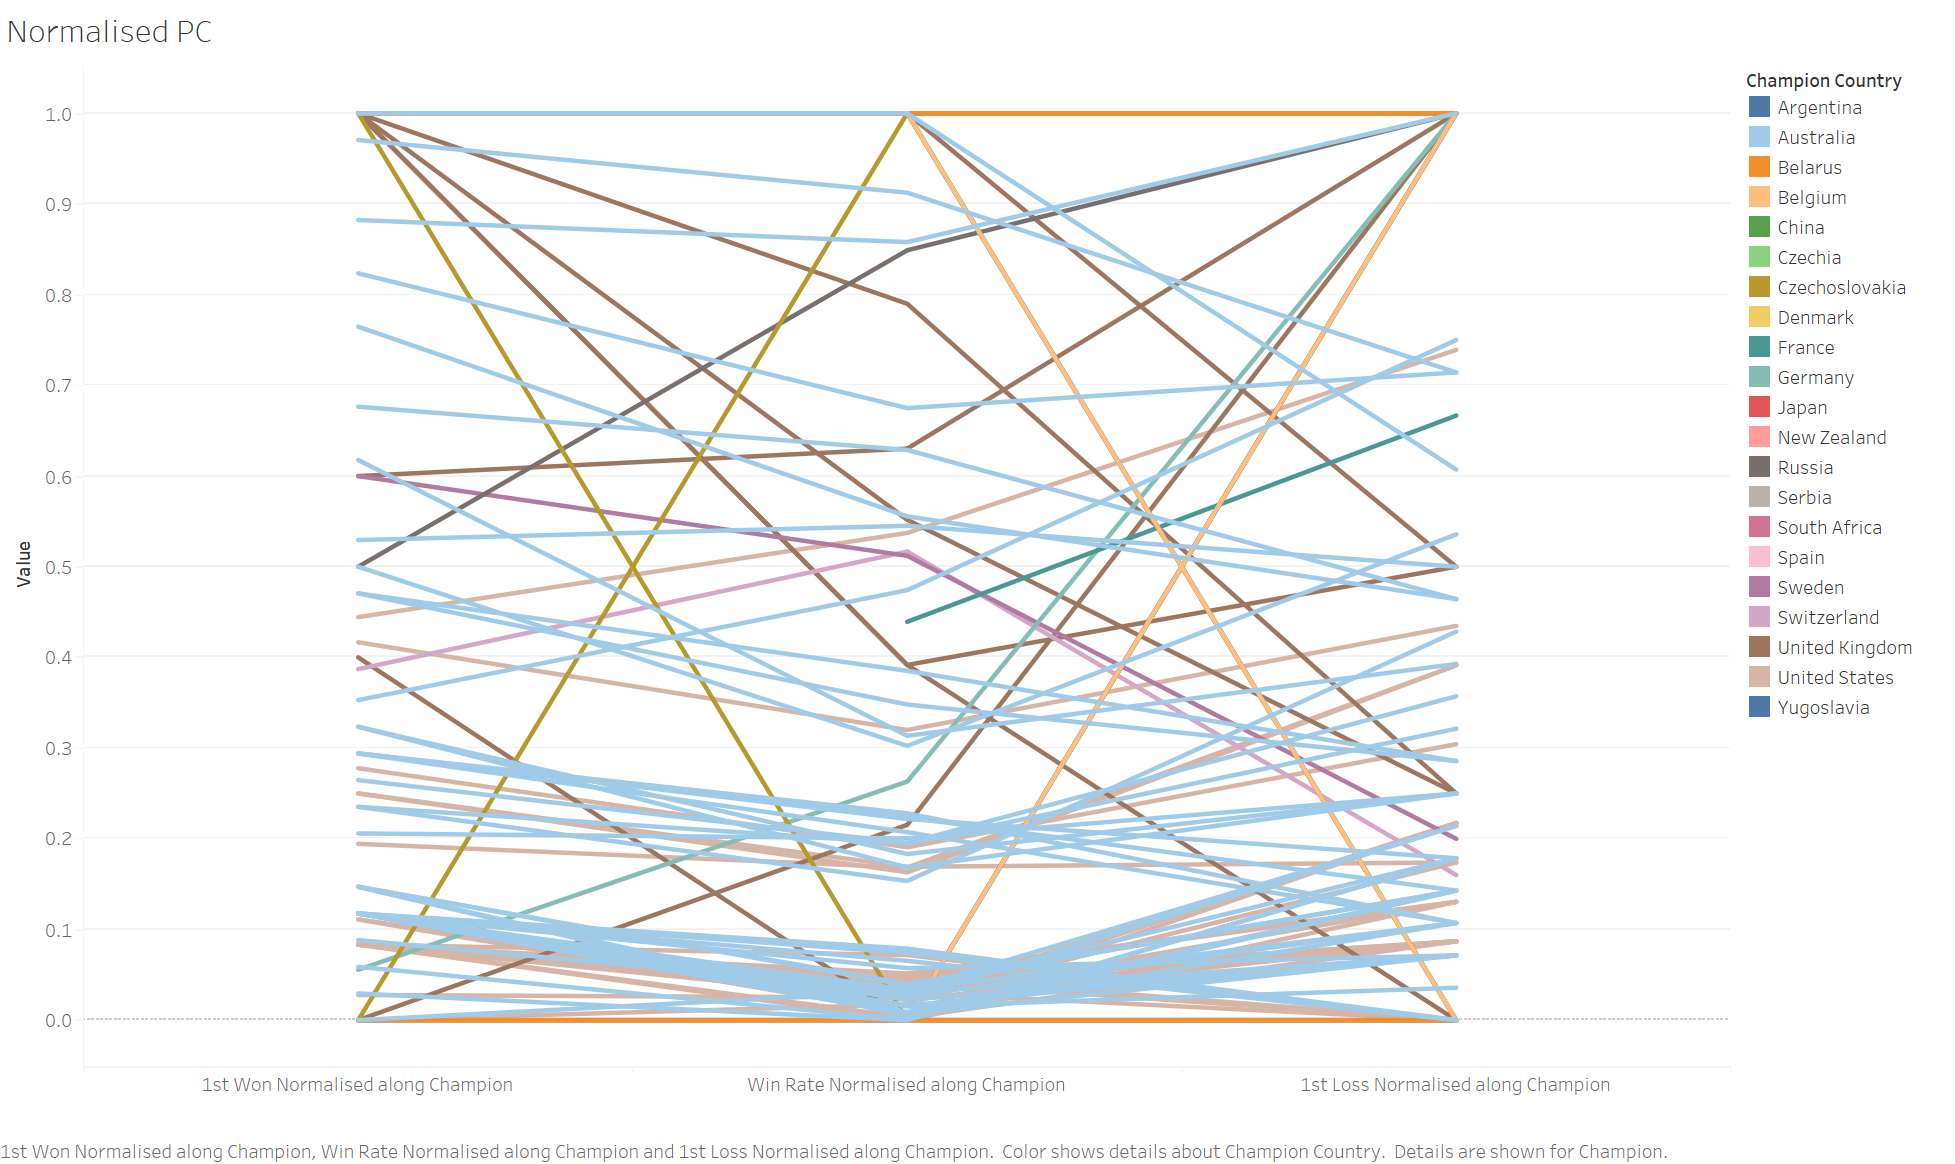 Normalised PC
Champion Country
Argentina
Australia
Belarus
Belgium
China
Czechia
Czechoslovakia
Denmark
France
Germany
Japan
New Zealand
Russia
Serbia
South Africa
Spain
Sweden
Switzerland
United Kingdom
United States
Yugoslavia
Value
1.0
0.9
0.8
0.7
0.6
0.5
0.4
0.3
0.2
0.1
0.0
1st Won Normalised along Champion
Win Rate Normalised along Champion
1st Loss Normalised along Champion
1st Won Normalised along Champion, Win Rate Normalised along Champion and 1st Loss Normalised along Champion.  Color shows details about Champion Country.  Details are shown for Champion.